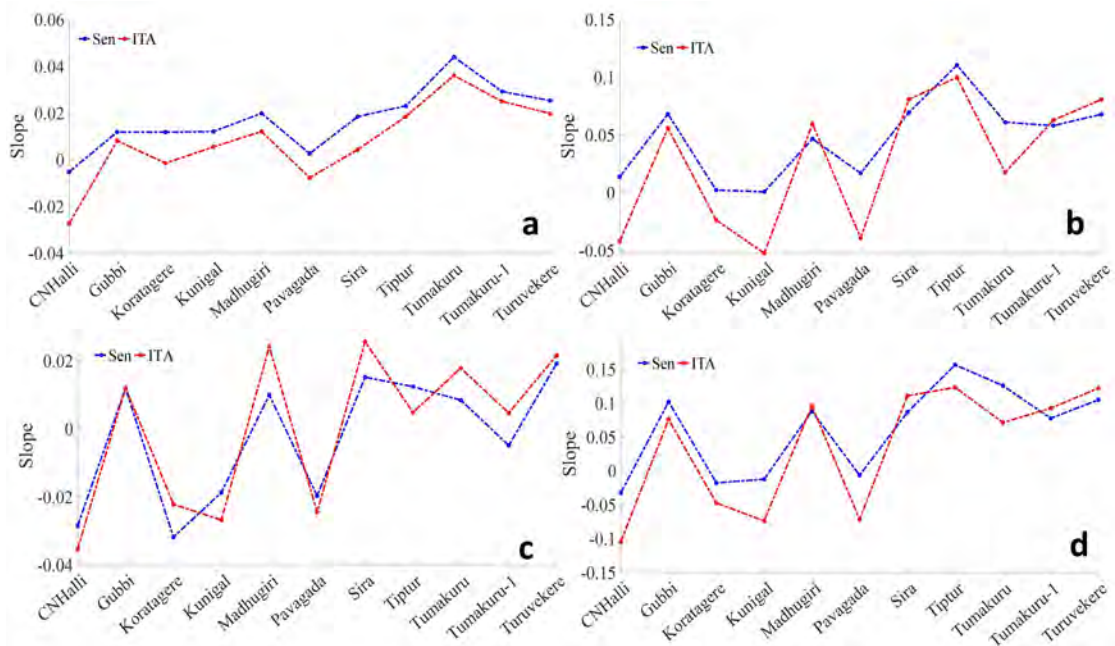 0.06
0.04
0.02
0
-0.02
-0.04
Slope
Sen ITA
a
CNHalli
Gubbi
Koratagere
Kunigal
Madhugiri
Pavagada
Sira
Tiptur
Tumakuru
Tumakuru-1
Turuvekere
0.15
0.1
0.05
0
-0.05
Slope
Sen ITA
b
CNHalli
Gubbi
Koratagere
Kunigal
Madhugiri
Pavagada
Sira
Tiptur
Tumakuru
Tumakuru-1
Turuvekere
0.02
0
-0.02
-0.04
Slope
Sen ITA
c
CNHalli
Gubbi
Koratagere
Kunigal
Madhugiri
Pavagada
Sira
Tiptur
Tumakuru
Tumakuru-1
Turuvekere
0.15
0.1
0.05
0
-0.05
-0.1
-0.15
Slope
Sen ITA
d
CNHalli
Gubbi
Koratagere
Kunigal
Madhugiri
Pavagada
Sira
Tiptur
Tumakuru
Tumakuru-1
Turuvekere